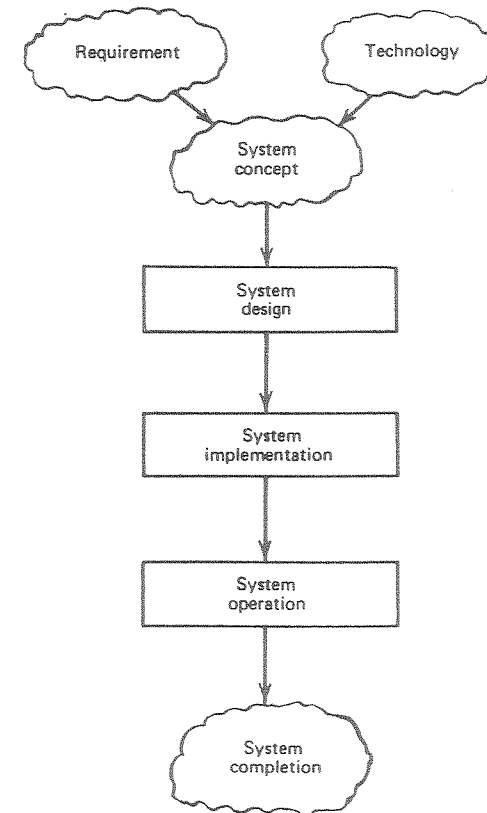 Requirement
Technology
System
concept
System
design
System
implementation
System
operation
System
completion